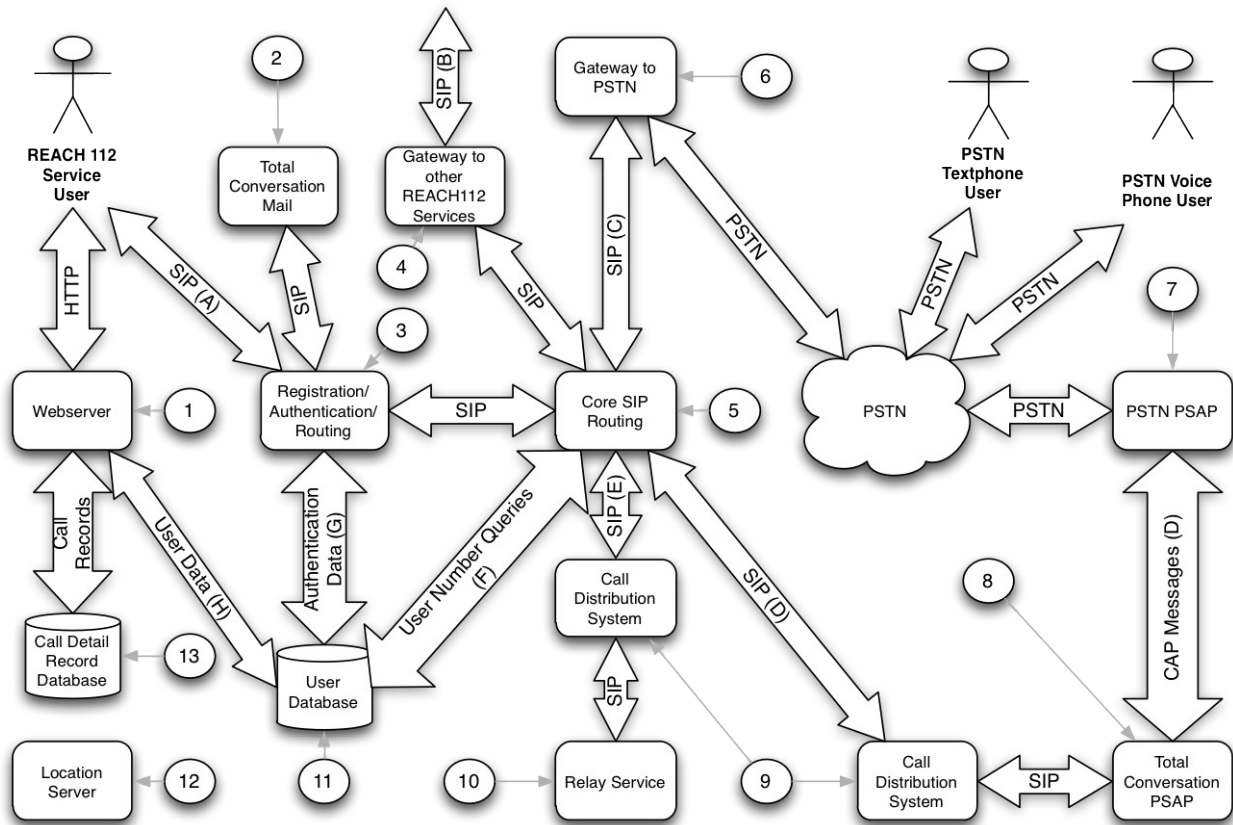 2
SIP (B)
Gateway to
PSTN
6
REACH 112
Service
User
Total
Conversation
Mail
Gateway to
other
REACH112
Services
PSTN
Textphone
User
PSTN Voice
Phone User
HTTP
SIP (A)
SIP
4
SIP
SIP (C)
PSTN
PSTN
PSTN
7
3
Webserver
1
Registration/
Authentication/
Routing
SIP
Core SIP
Routing
5
PSTN
PSTN
PSTN PSAP
Call
Records
User Data (H)
Authentication
Data (G)
User Number Queries
(F)
SIP (E)
SIP (D)
CAP Messages (D)
8
Call
Distribution
System
Call Detail
Record
Database
13
User
Database
SIP
Location
Server
12
11
10
Relay Service
9
Call
Distribution
System
SIP
Total
Conversation
PSAP